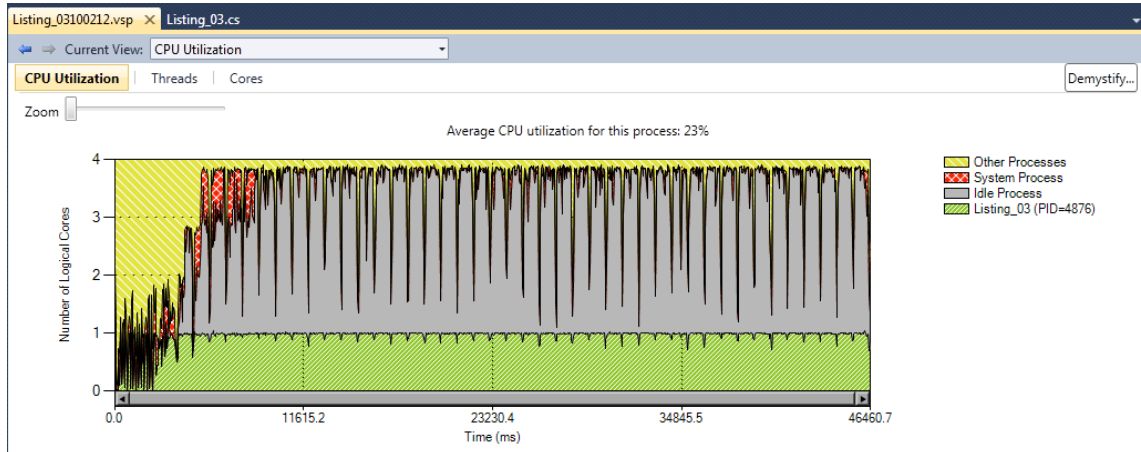 Listing_03100212.vsp Listing_03.cs
Current View: CPU Utilization
CPU Utilization Threads Cores Demystify...
Zoom
Average CPU utilization for this process: 23%
4
3
2
1
0
Number of Logical Cores
Other Processes
System Process
Idle Process
Listing_03 (PID=4876)
0.0 11615.2 23230.4 34845.5 46460.7
Time (ms)